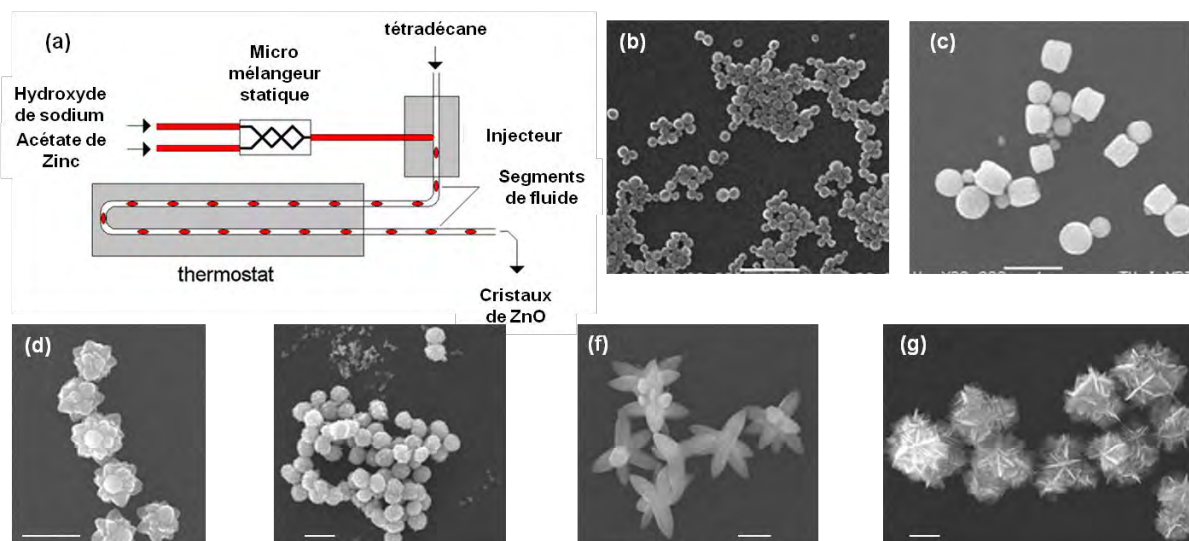 (a)
tétradécane
Micro
mélangeur
statique
Hydroxyde
de sodium
Acétate de
Zinc
Injecteur
Segments
de fluide
thermostat
Cristaux
de ZnO
(b)
(c)
(d)
(f)
(g)